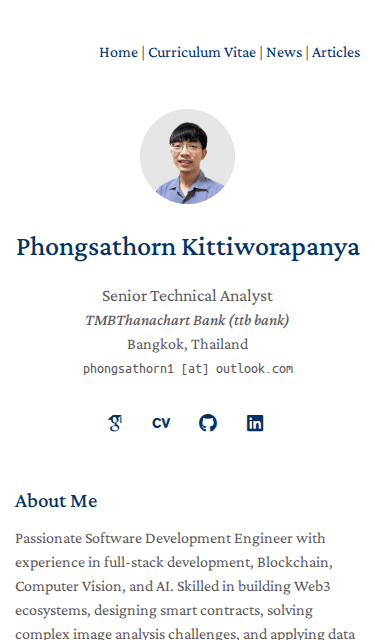 Home | Curriculum Vitae | News | Articles
Phongsathorn Kittiworapanya
Senior Technical Analyst
TMBThanachart Bank (ttb bank)
Bangkok, Thailand
phongsathorn1 [at] outlook.com
CV
About Me
Passionate Software Development Engineer with
experience in full-stack development, Blockchain,
Computer Vision, and AI. Skilled in building Web3
ecosystems, designing smart contracts, solving
complex image analysis challenges, and applying data